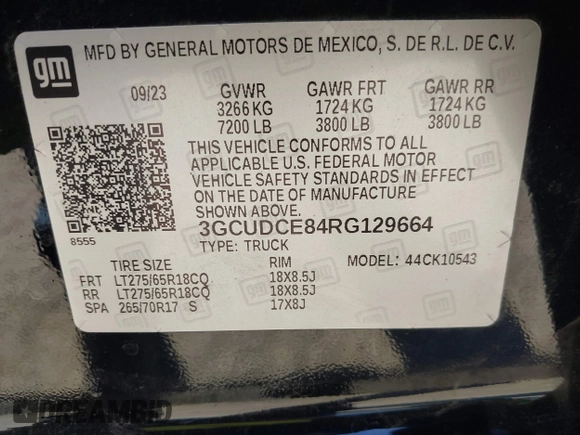 gm
MFD BY GENERAL MOTORS DE MEXICO, S. DE R.L. DE C.V.
09/23 GVWR GAWR FRT GAWR RR
3266 KG 1724 KG 1724 KG
7200 LB 3800 LB 3800 LB
THIS VEHICLE CONFORMS TO ALL
APPLICABLE U.S. FEDERAL MOTOR
VEHICLE SAFETY STANDARDS IN EFFECT
ON THE DATE OF MANUFACTURE
SHOWN ABOVE.
8555
3GCUDCE84RG129664
TYPE: TRUCK
TIRE SIZE RIM MODEL: 44CK10543
FRT LT275/65R18CQ 18X8.5J
RR LT275/65R18CQ 18X8.5J
SPA 265/70R17 S 17X8J
DREAMBID